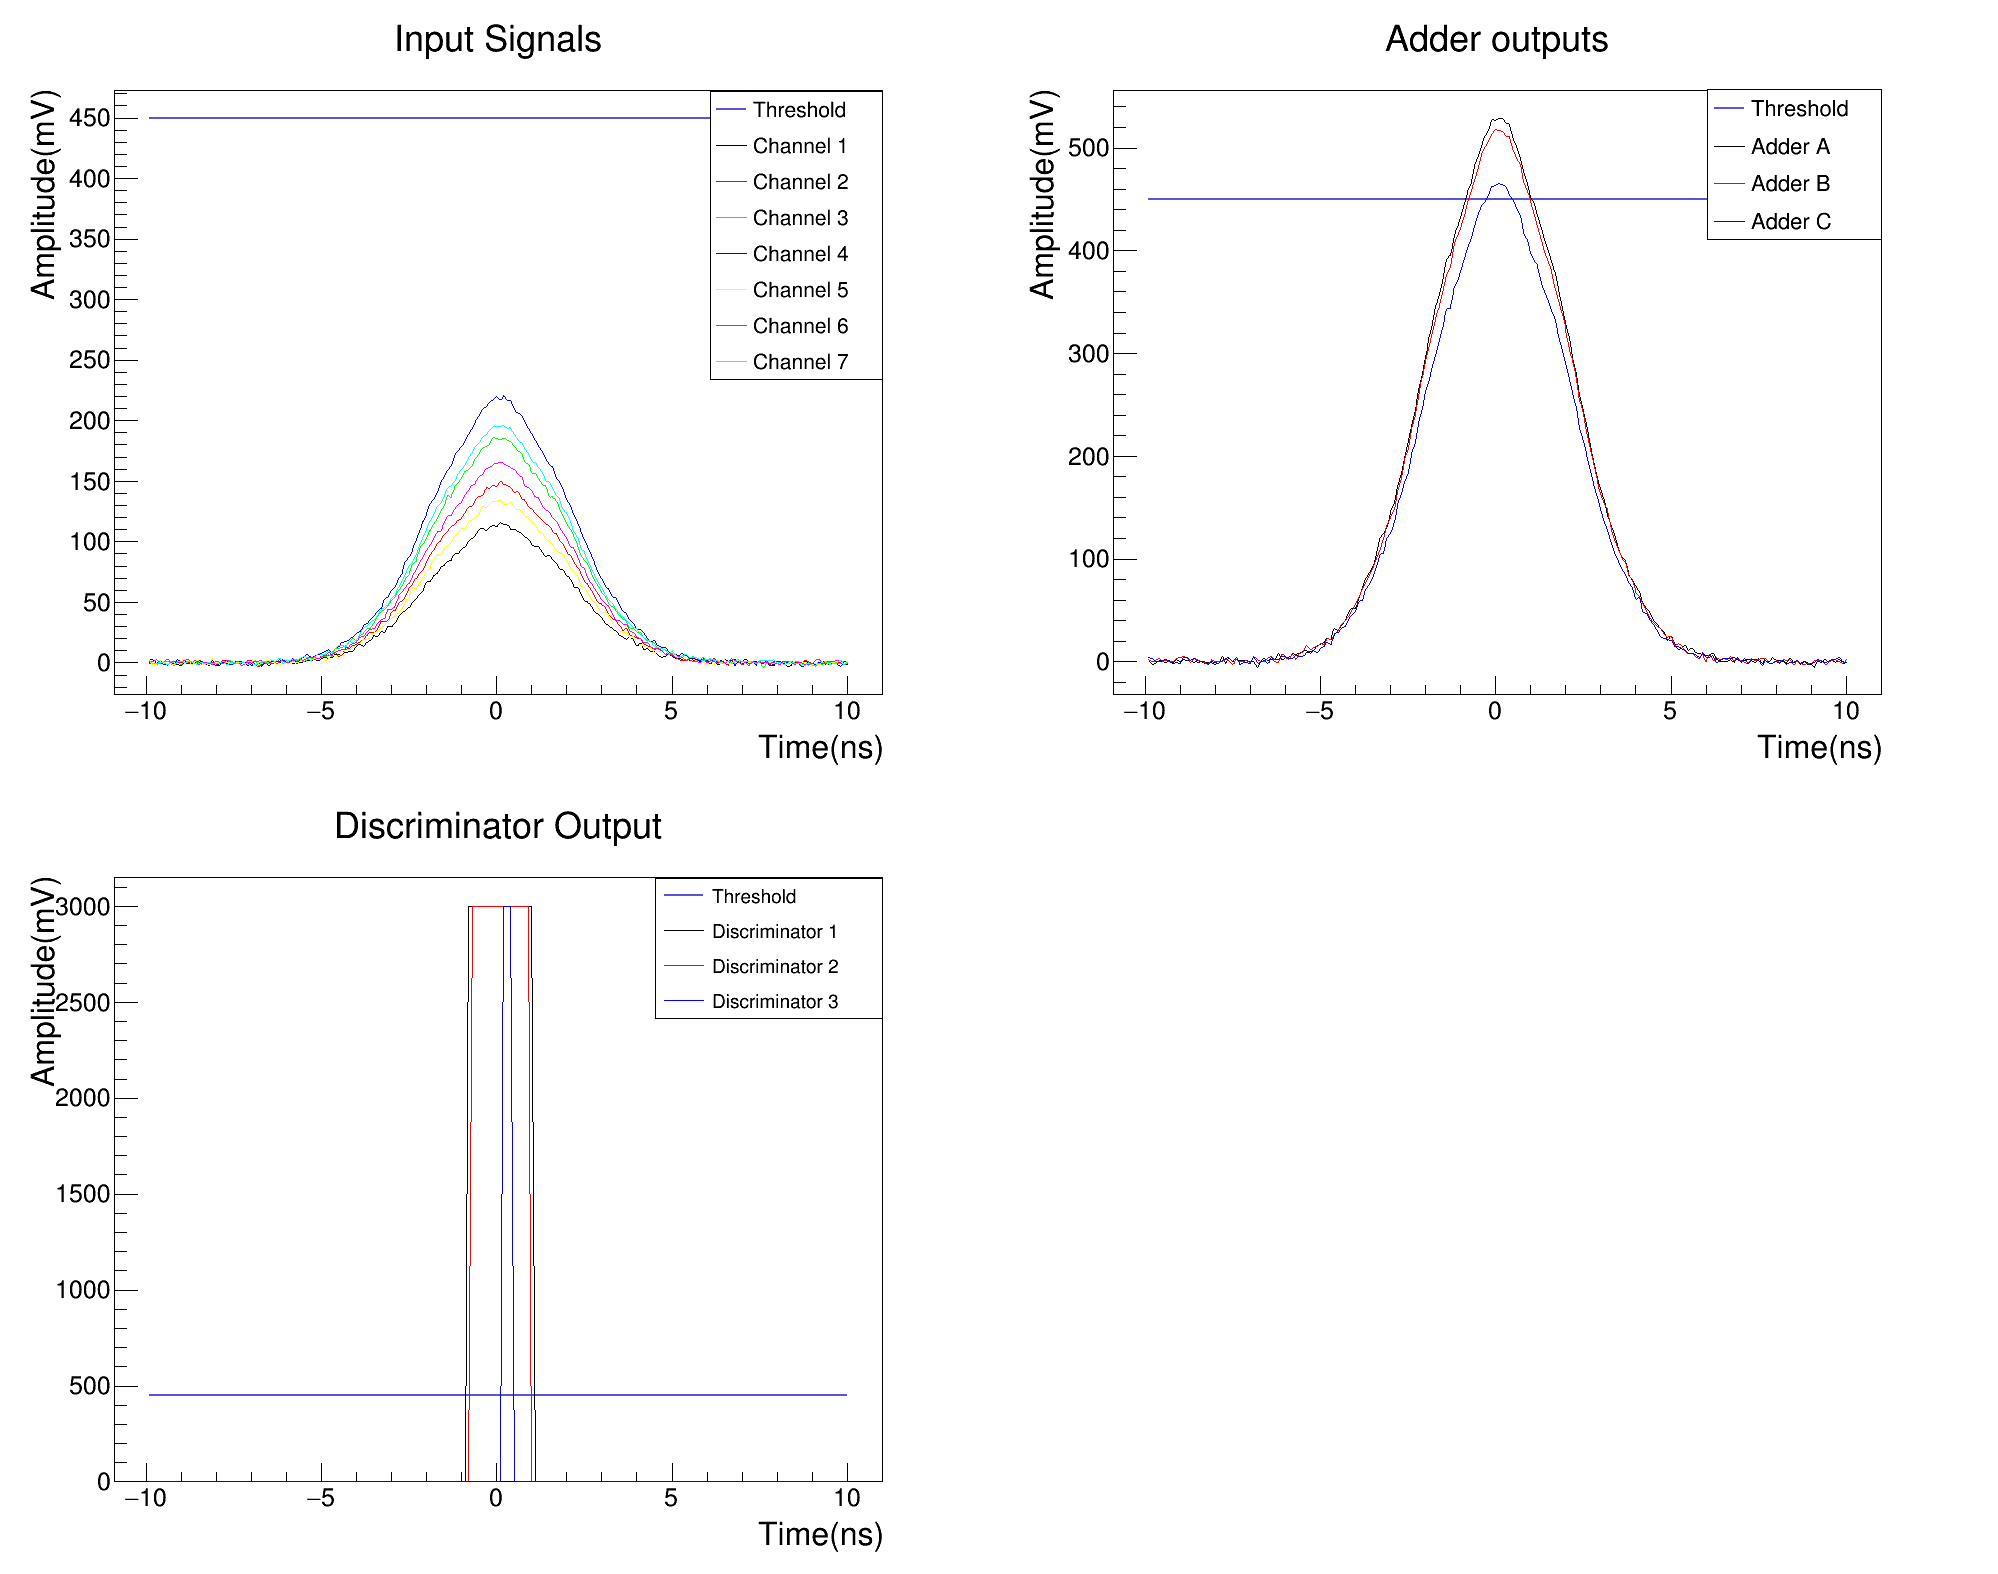 Input Signals
Amplitude(mV)
450
400
350
300
250
200
150
100
50
0
−10
−5
0
5
10
Time(ns)
Threshold
Channel 1
Channel 2
Channel 3
Channel 4
Channel 5
Channel 6
Channel 7
Adder outputs
Amplitude(mV)
500
400
300
200
100
0
−10
−5
0
5
10
Time(ns)
Threshold
Adder A
Adder B
Adder C
Discriminator Output
Amplitude(mV)
3000
2500
2000
1500
1000
500
0
−10
−5
0
5
10
Time(ns)
Threshold
Discriminator 1
Discriminator 2
Discriminator 3